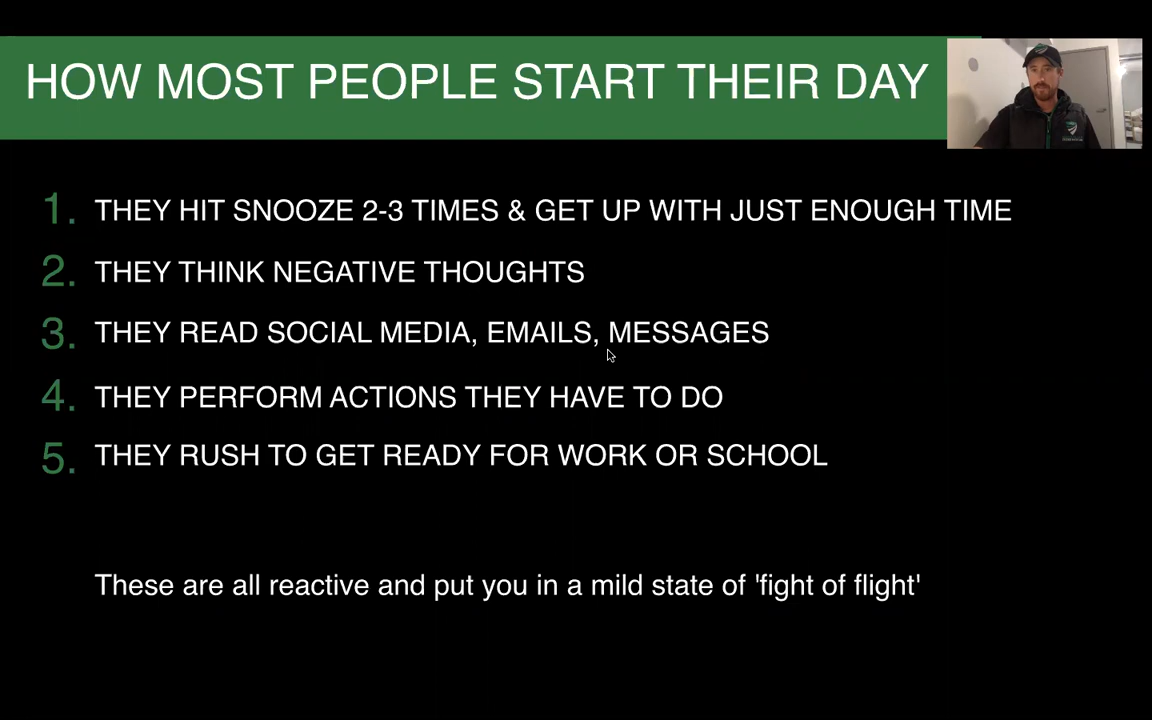 HOW MOST PEOPLE START THEIR DAY
1. THEY HIT SNOOZE 2-3 TIMES & GET UP WITH JUST ENOUGH TIME
2. THEY THINK NEGATIVE THOUGHTS
3. THEY READ SOCIAL MEDIA, EMAILS, MESSAGES
4. THEY PERFORM ACTIONS THEY HAVE TO DO
5. THEY RUSH TO GET READY FOR WORK OR SCHOOL
These are all reactive and put you in a mild state of 'fight of flight'